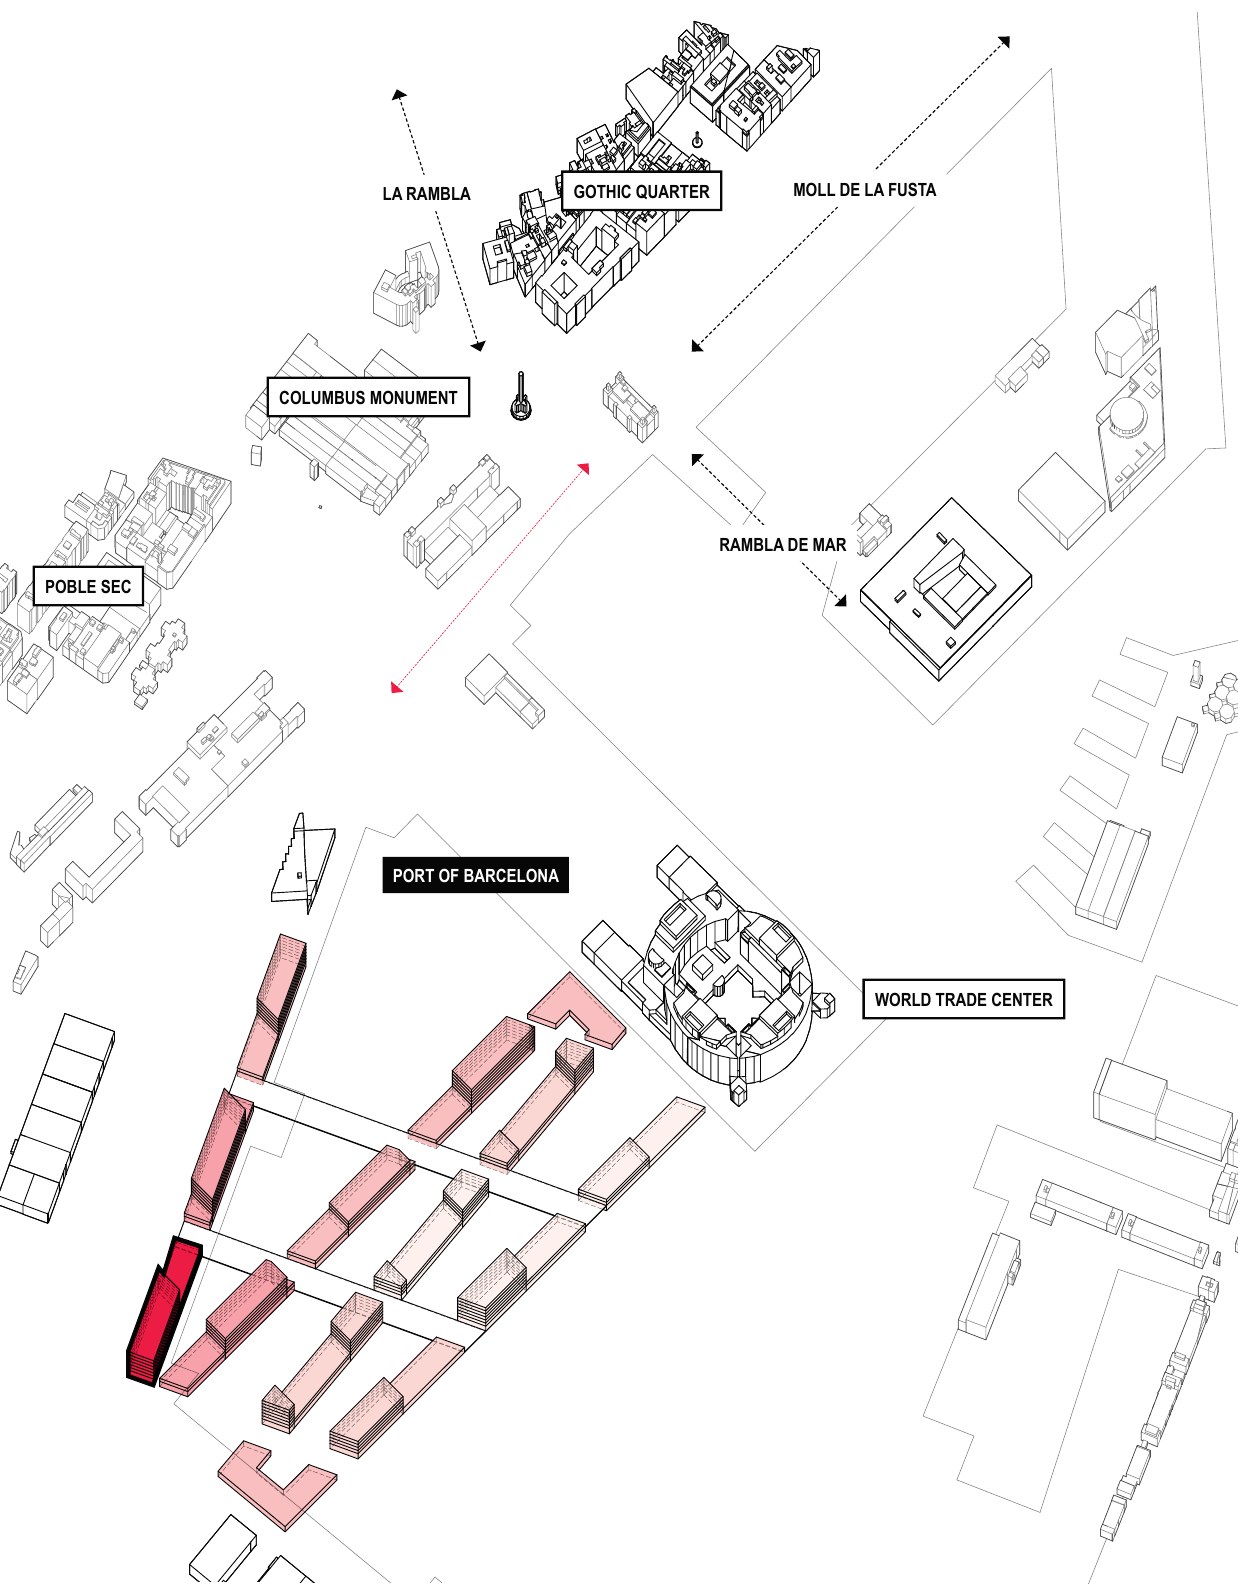 LA RAMBLA
GOTHIC QUARTER
MOLL DE LA FUSTA
COLUMBUS MONUMENT
RAMBLA DE MAR
POBLE SEC
PORT OF BARCELONA
WORLD TRADE CENTER